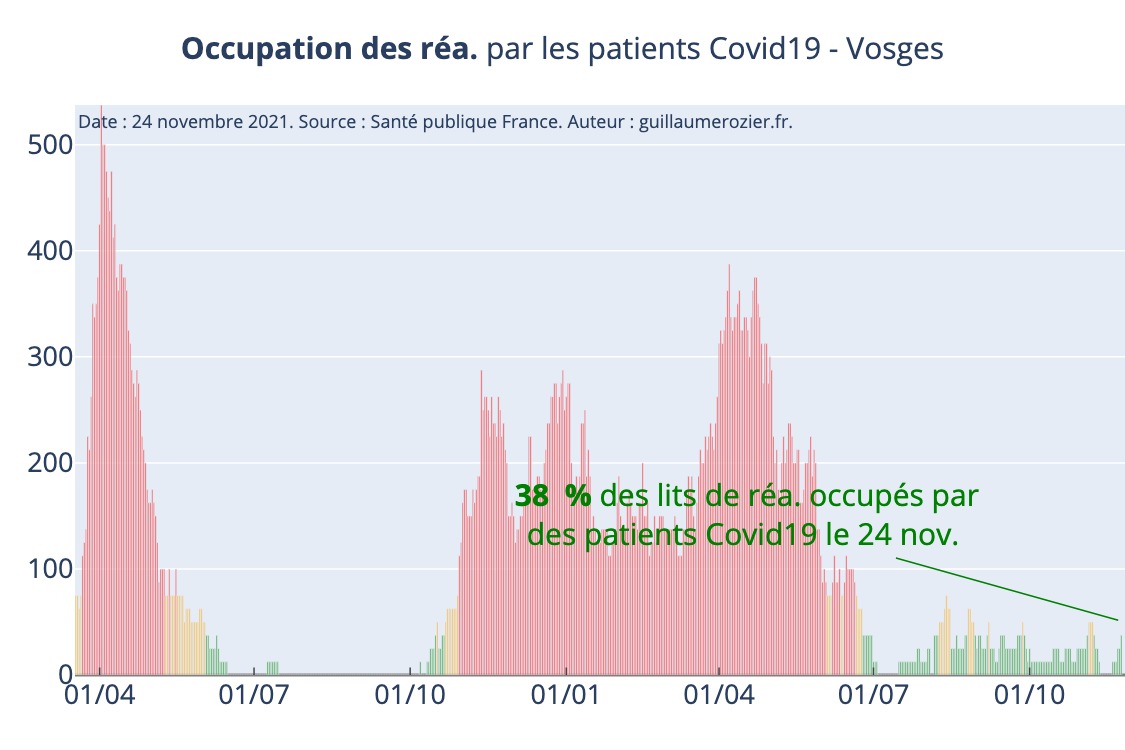 Occupation des réa. par les patients Covid19 - Vosges
Date : 24 novembre 2021. Source : Santé publique France. Auteur : guillaumerozier.fr.
500
400
300
200
38 % des lits de réa. occupés par
des patients Covid19 le 24 nov.
100
0
01/04 01/07 01/10 01/01 01/04 01/07 01/10